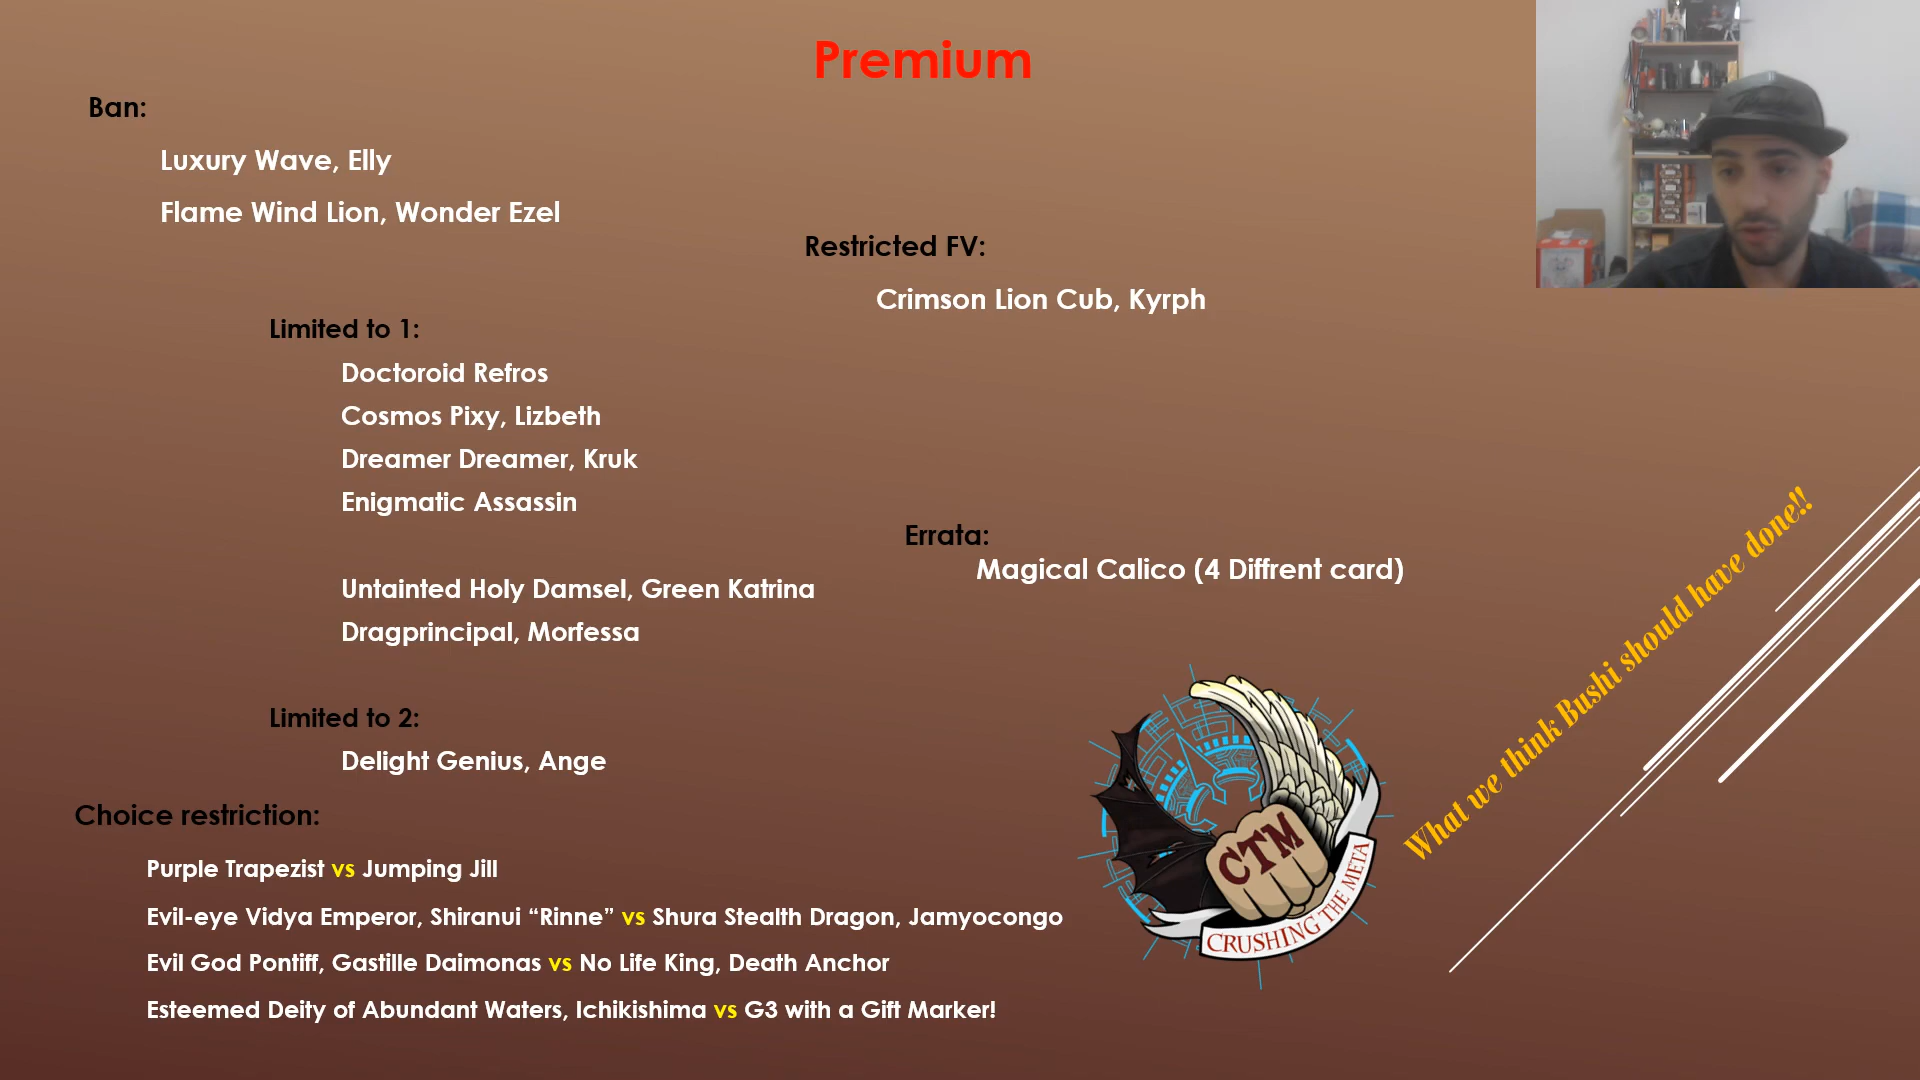 Premium
Ban:
Luxury Wave, Elly
Flame Wind Lion, Wonder Ezel
Restricted FV:
Crimson Lion Cub, Kyrph
Limited to 1:
Doctoroid Refros
Cosmos Pixy, Lizbeth
Dreamer Dreamer, Kruk
Enigmatic Assassin
Errata:
Magical Calico (4 Diffrent card)
Untainted Holy Damsel, Green Katrina
Dragprincipal, Morfessa
Limited to 2:
Delight Genius, Ange
Choice restriction:
Purple Trapezist vs Jumping Jill
Evil-eye Vidya Emperor, Shiranui “Rinne” vs Shura Stealth Dragon, Jamyocongo
Evil God Pontiff, Gastille Daimonas vs No Life King, Death Anchor
Esteemed Deity of Abundant Waters, Ichikishima vs G3 with a Gift Marker!
What we think Bushi should have done!!
CTM
CRUSHING THE META